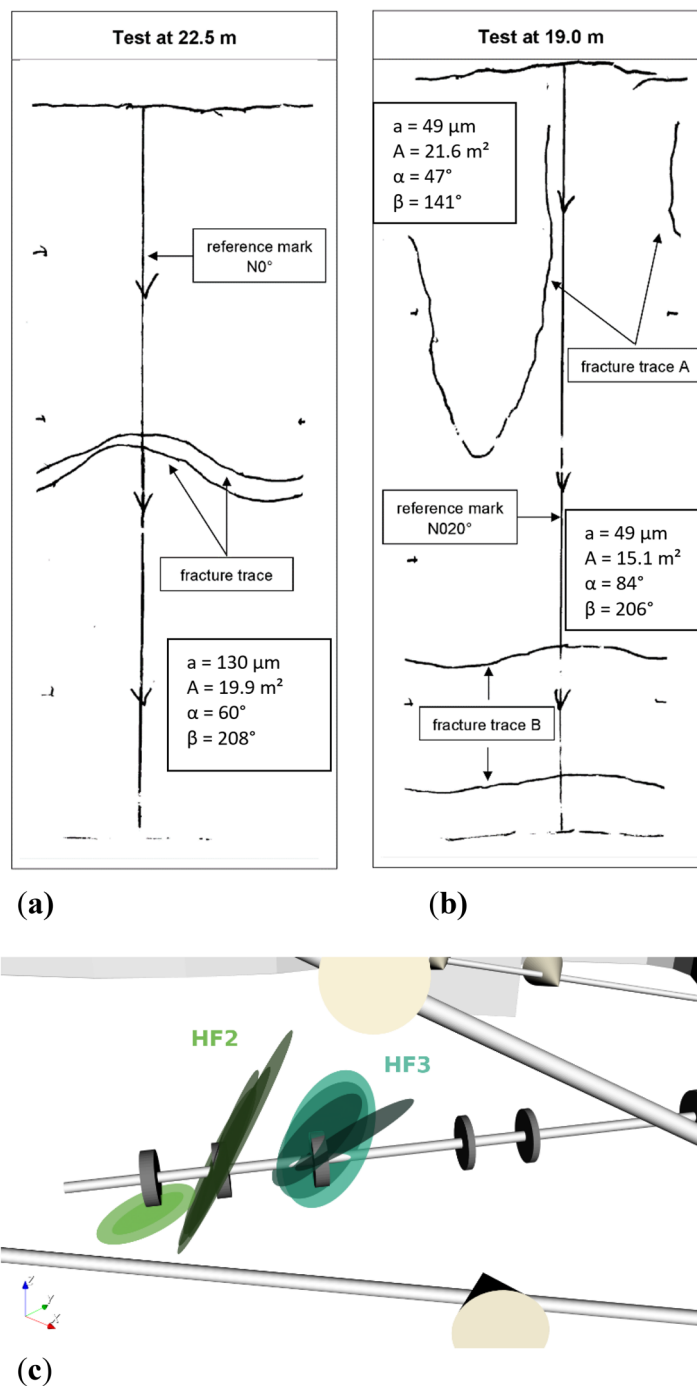 Test at 22.5 m
reference mark
N0°
fracture trace
a = 130 µm
A = 19.9 m²
α = 60°
β = 208°
(a)
Test at 19.0 m
a = 49 µm
A = 21.6 m²
α = 47°
β = 141°
fracture trace A
reference mark
N020°
a = 49 µm
A = 15.1 m²
α = 84°
β = 206°
fracture trace B
(b)
HF2
HF3
Z
Y
X
(c)